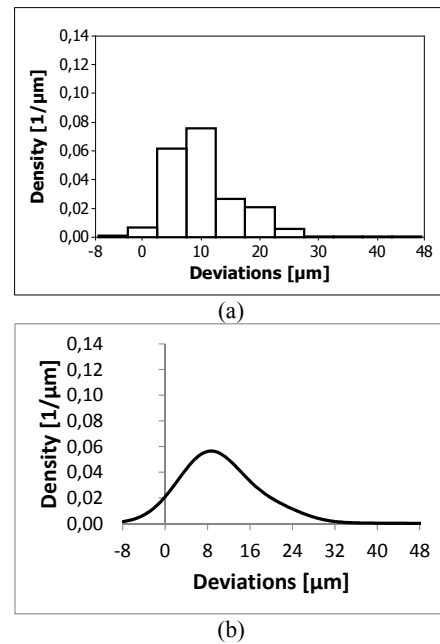 0,14
0,12
0,10
0,08
0,06
0,04
0,02
0,00
Density [1/µm]
-8 0 10 20 30 40 48
Deviations [µm]
(a)
0,14
0,12
0,10
0,08
0,06
0,04
0,02
0,00
Density [1/µm]
-8 0 8 16 24 32 40 48
Deviations [µm]
(b)